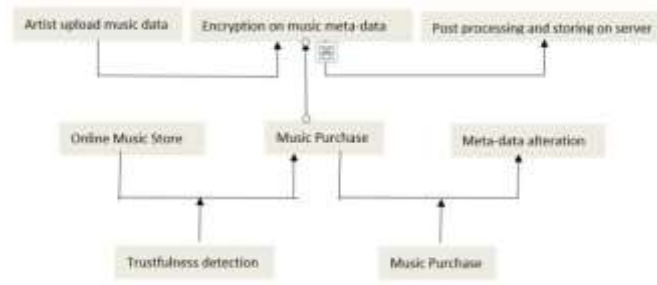 Artist upload music data
Encryption on music meta-data
Post processing and storing on server
Online Music Store
Music Purchase
Meta-data alteration
Trustfulness detection
Music Purchase